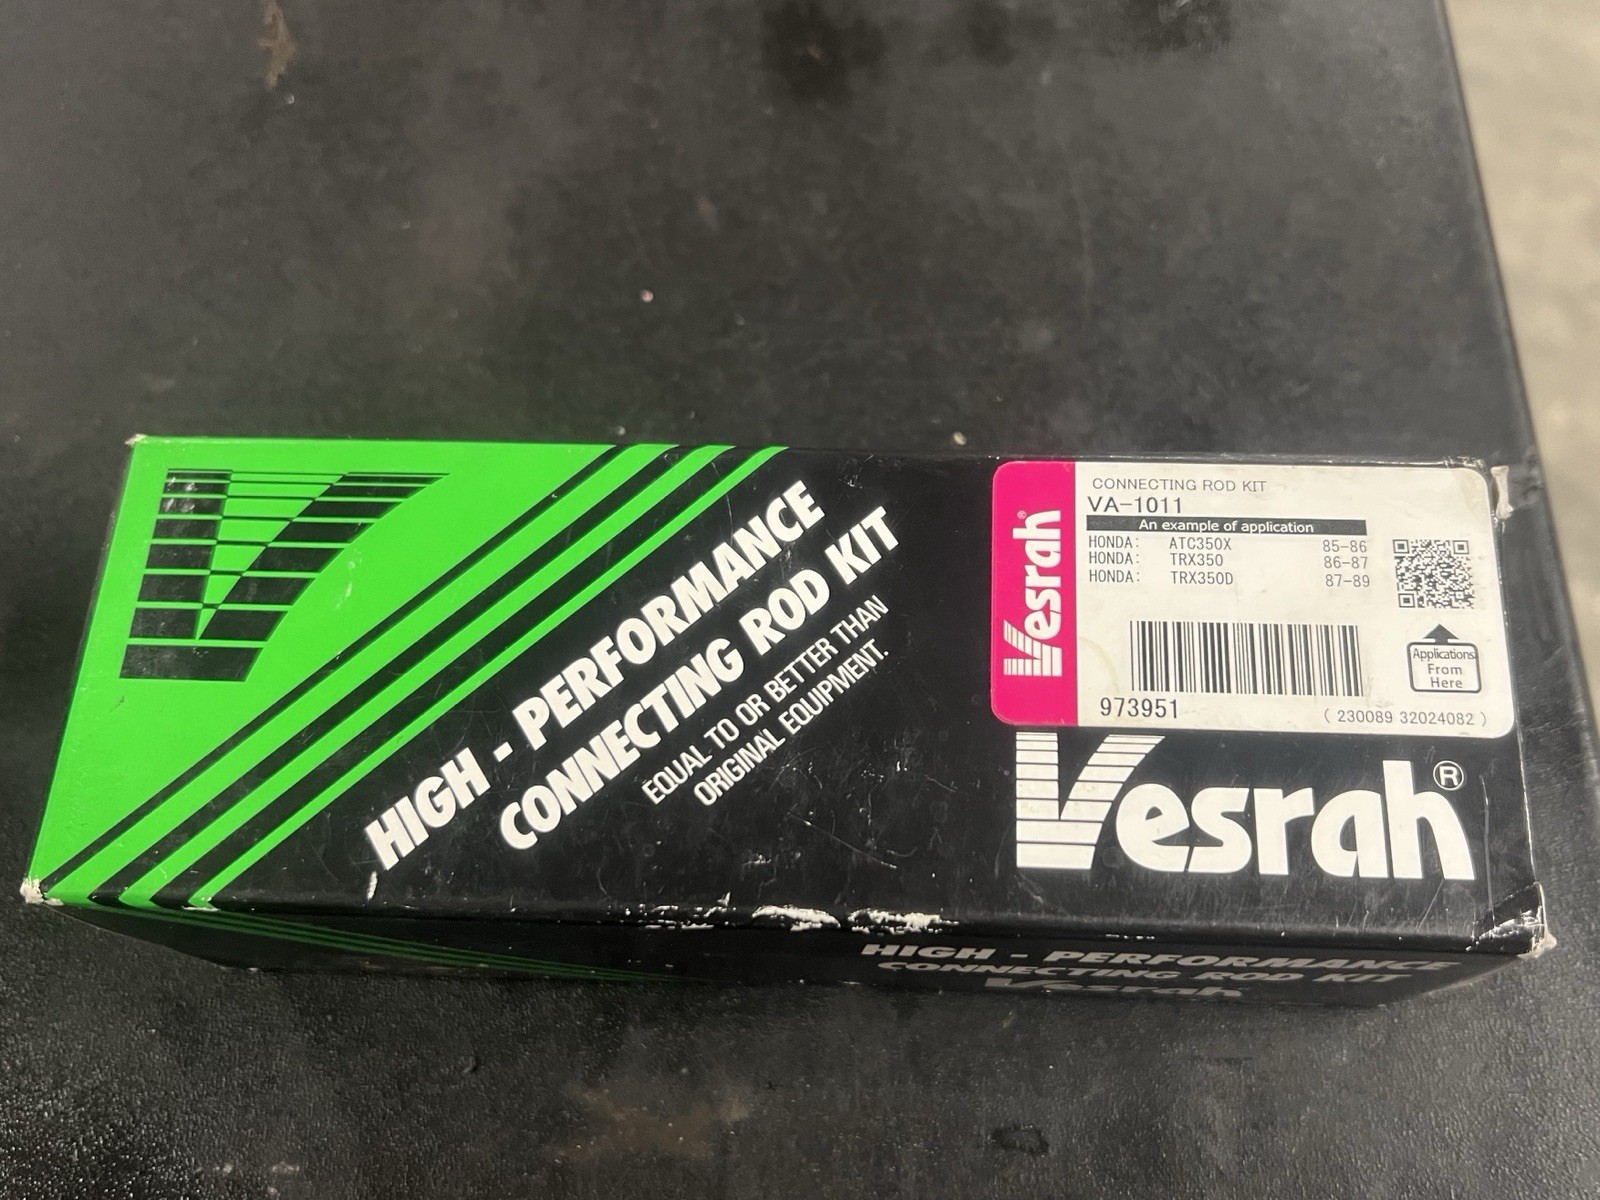 HIGH - PERFORMANCE
CONNECTING ROD KIT
EQUAL TO OR BETTER THAN
ORIGINAL EQUIPMENT.
Vesrah®
CONNECTING ROD KIT
VA-1011
An example of application
HONDA: ATC350X 85-86
HONDA: TRX350 86-87
HONDA: TRX350D 87-89
Applications
From
Here
973951
( 230089 32024082 )
Vesrah®
HIGH - PERFORMANCE
CONNECTING ROD KIT
Vesrah